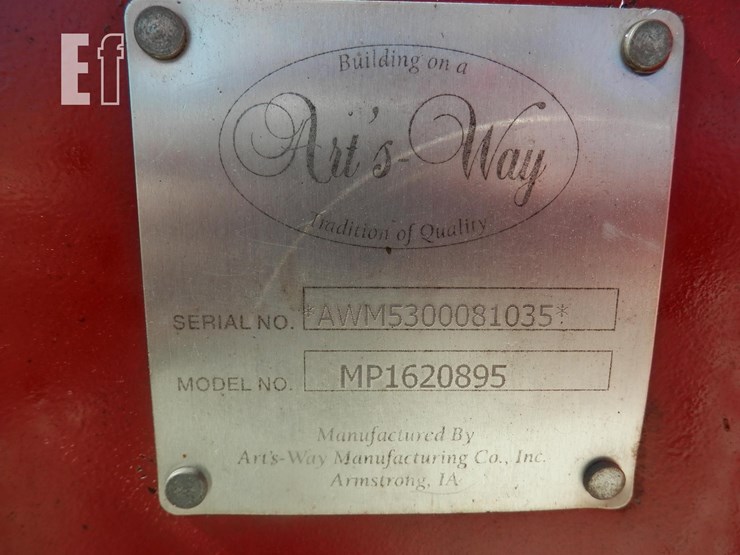 Ef
Building on a
Art's-Way
Tradition of Quality
SERIAL NO. *AWM5300081035*
MODEL NO. MP1620895
Manufactured By
Art's-Way Manufacturing Co., Inc.
Armstrong, IA